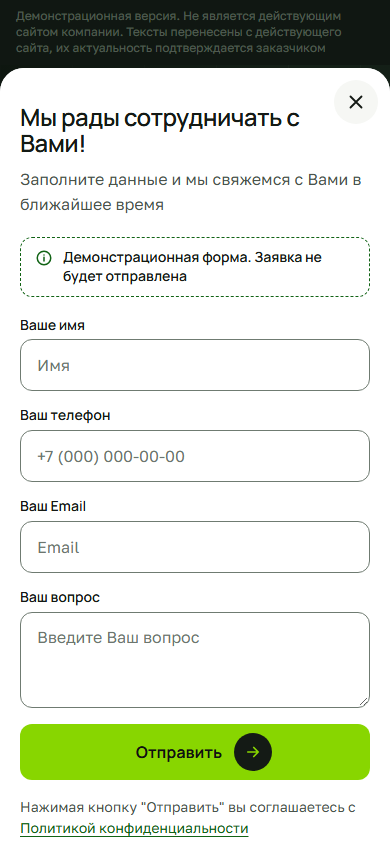 Демонстрационная версия. Не является действующим
сайтом компании. Тексты перенесены с действующего
сайта, их актуальность подтверждается заказчиком
Мы рады сотрудничать с
Вами!
Заполните данные и мы свяжемся с Вами в
ближайшее время
Демонстрационная форма. Заявка не
будет отправлена
Ваше имя
Имя
Ваш телефон
+7 (000) 000-00-00
Ваш Email
Email
Ваш вопрос
Введите Ваш вопрос
Отправить
Нажимая кнопку "Отправить" вы соглашаетесь с
Политикой конфиденциальности